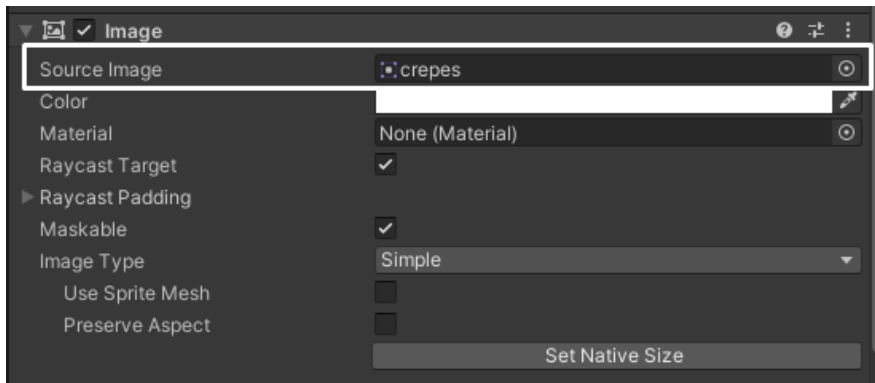 Image
Source Image crepes
Color
Material None (Material)
Raycast Target
Raycast Padding
Maskable
Image Type Simple
Use Sprite Mesh
Preserve Aspect
Set Native Size